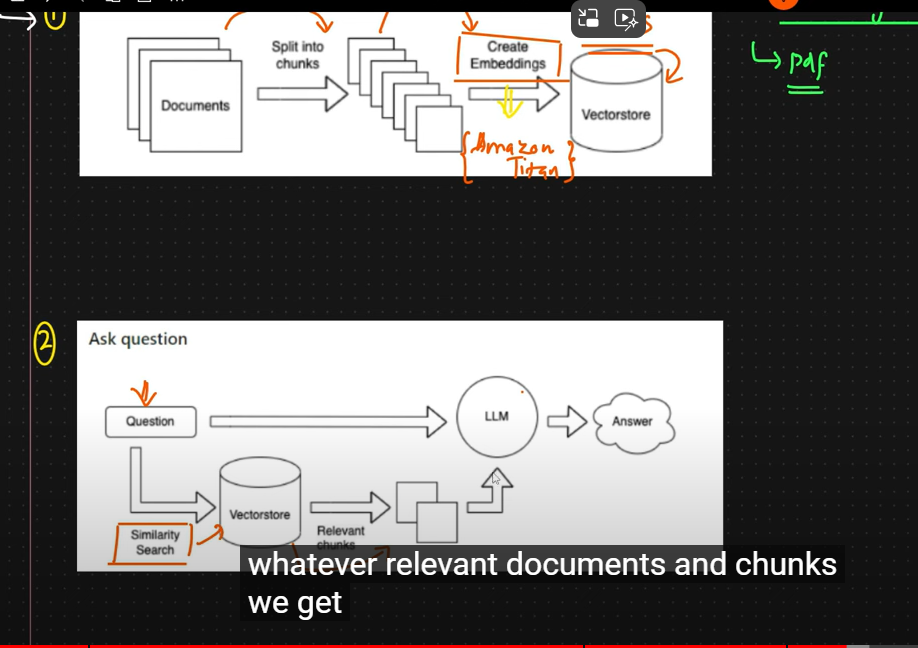 1
Split into
chunks
Documents
Create
Embeddings
Vectorstore
pdf
{Amazon
Titan}
2
Ask question
Question
LLM
Answer
Vectorstore
Similarity
Search
Relevant
chunks
whatever relevant documents and chunks
we get